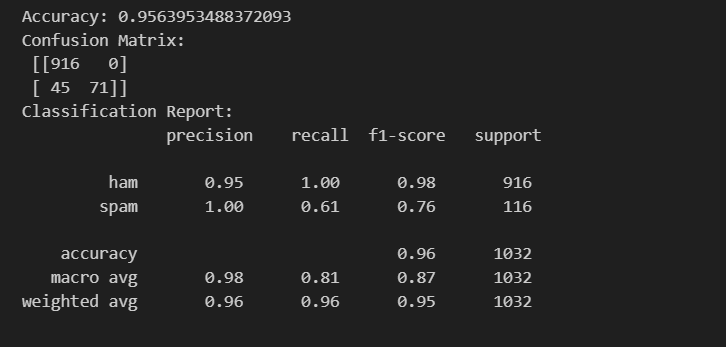 Accuracy: 0.9563953488372093
Confusion Matrix:
[[916   0]
[ 45  71]]
Classification Report:
precision    recall  f1-score   support
ham       0.95      1.00      0.98       916
spam       1.00      0.61      0.76       116
accuracy                           0.96      1032
macro avg       0.98      0.81      0.87      1032
weighted avg       0.96      0.96      0.95      1032